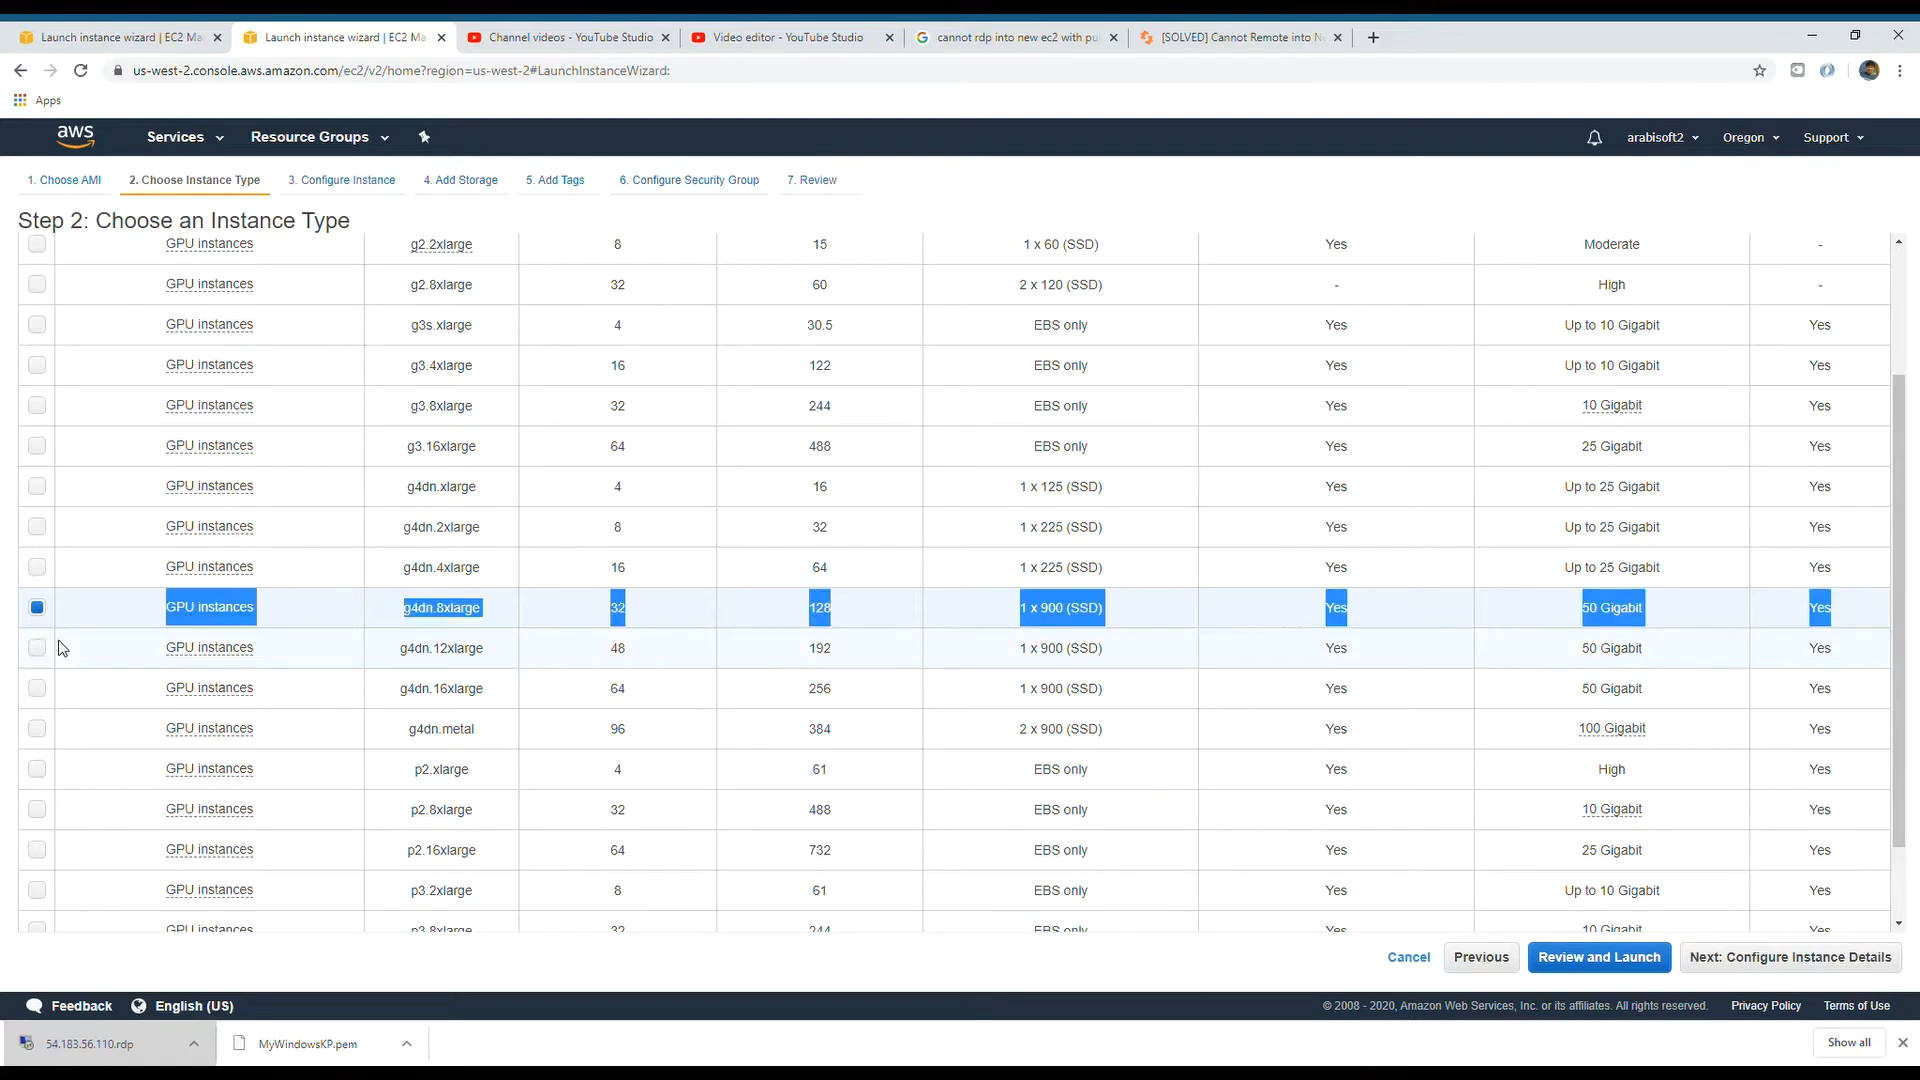 Launch instance wizard | EC2 Ma
Launch instance wizard | EC2 Ma
Channel videos - YouTube Studio
Video editor - YouTube Studio
cannot rdp into new ec2 with pu
[SOLVED] Cannot Remote into N
us-west-2.console.aws.amazon.com/ec2/v2/home?region=us-west-2#LaunchInstanceWizard:
Apps
aws Services Resource Groups arabisoft2 Oregon Support
1. Choose AMI 2. Choose Instance Type 3. Configure Instance 4. Add Storage 5. Add Tags 6. Configure Security Group 7. Review
Step 2: Choose an Instance Type
GPU instances g2.2xlarge 8 15 1 x 60 (SSD) Yes Moderate -
GPU instances g2.8xlarge 32 60 2 x 120 (SSD) - High -
GPU instances g3s.xlarge 4 30.5 EBS only Yes Up to 10 Gigabit Yes
GPU instances g3.4xlarge 16 122 EBS only Yes Up to 10 Gigabit Yes
GPU instances g3.8xlarge 32 244 EBS only Yes 10 Gigabit Yes
GPU instances g3.16xlarge 64 488 EBS only Yes 25 Gigabit Yes
GPU instances g4dn.xlarge 4 16 1 x 125 (SSD) Yes Up to 25 Gigabit Yes
GPU instances g4dn.2xlarge 8 32 1 x 225 (SSD) Yes Up to 25 Gigabit Yes
GPU instances g4dn.4xlarge 16 64 1 x 225 (SSD) Yes Up to 25 Gigabit Yes
GPU instances g4dn.8xlarge 32 128 1 x 900 (SSD) Yes 50 Gigabit Yes
GPU instances g4dn.12xlarge 48 192 1 x 900 (SSD) Yes 50 Gigabit Yes
GPU instances g4dn.16xlarge 64 256 1 x 900 (SSD) Yes 50 Gigabit Yes
GPU instances g4dn.metal 96 384 2 x 900 (SSD) Yes 100 Gigabit Yes
GPU instances p2.xlarge 4 61 EBS only Yes High Yes
GPU instances p2.8xlarge 32 488 EBS only Yes 10 Gigabit Yes
GPU instances p2.16xlarge 64 732 EBS only Yes 25 Gigabit Yes
GPU instances p3.2xlarge 8 61 EBS only Yes Up to 10 Gigabit Yes
GPU instances p3.8xlarge 32 244 EBS only Yes 10 Gigabit Yes
Cancel Previous Review and Launch Next: Configure Instance Details
Feedback English (US) © 2008 - 2020, Amazon Web Services, Inc. or its affiliates. All rights reserved. Privacy Policy Terms of Use
54.183.56.110.rdp MyWindowsKP.pem Show all